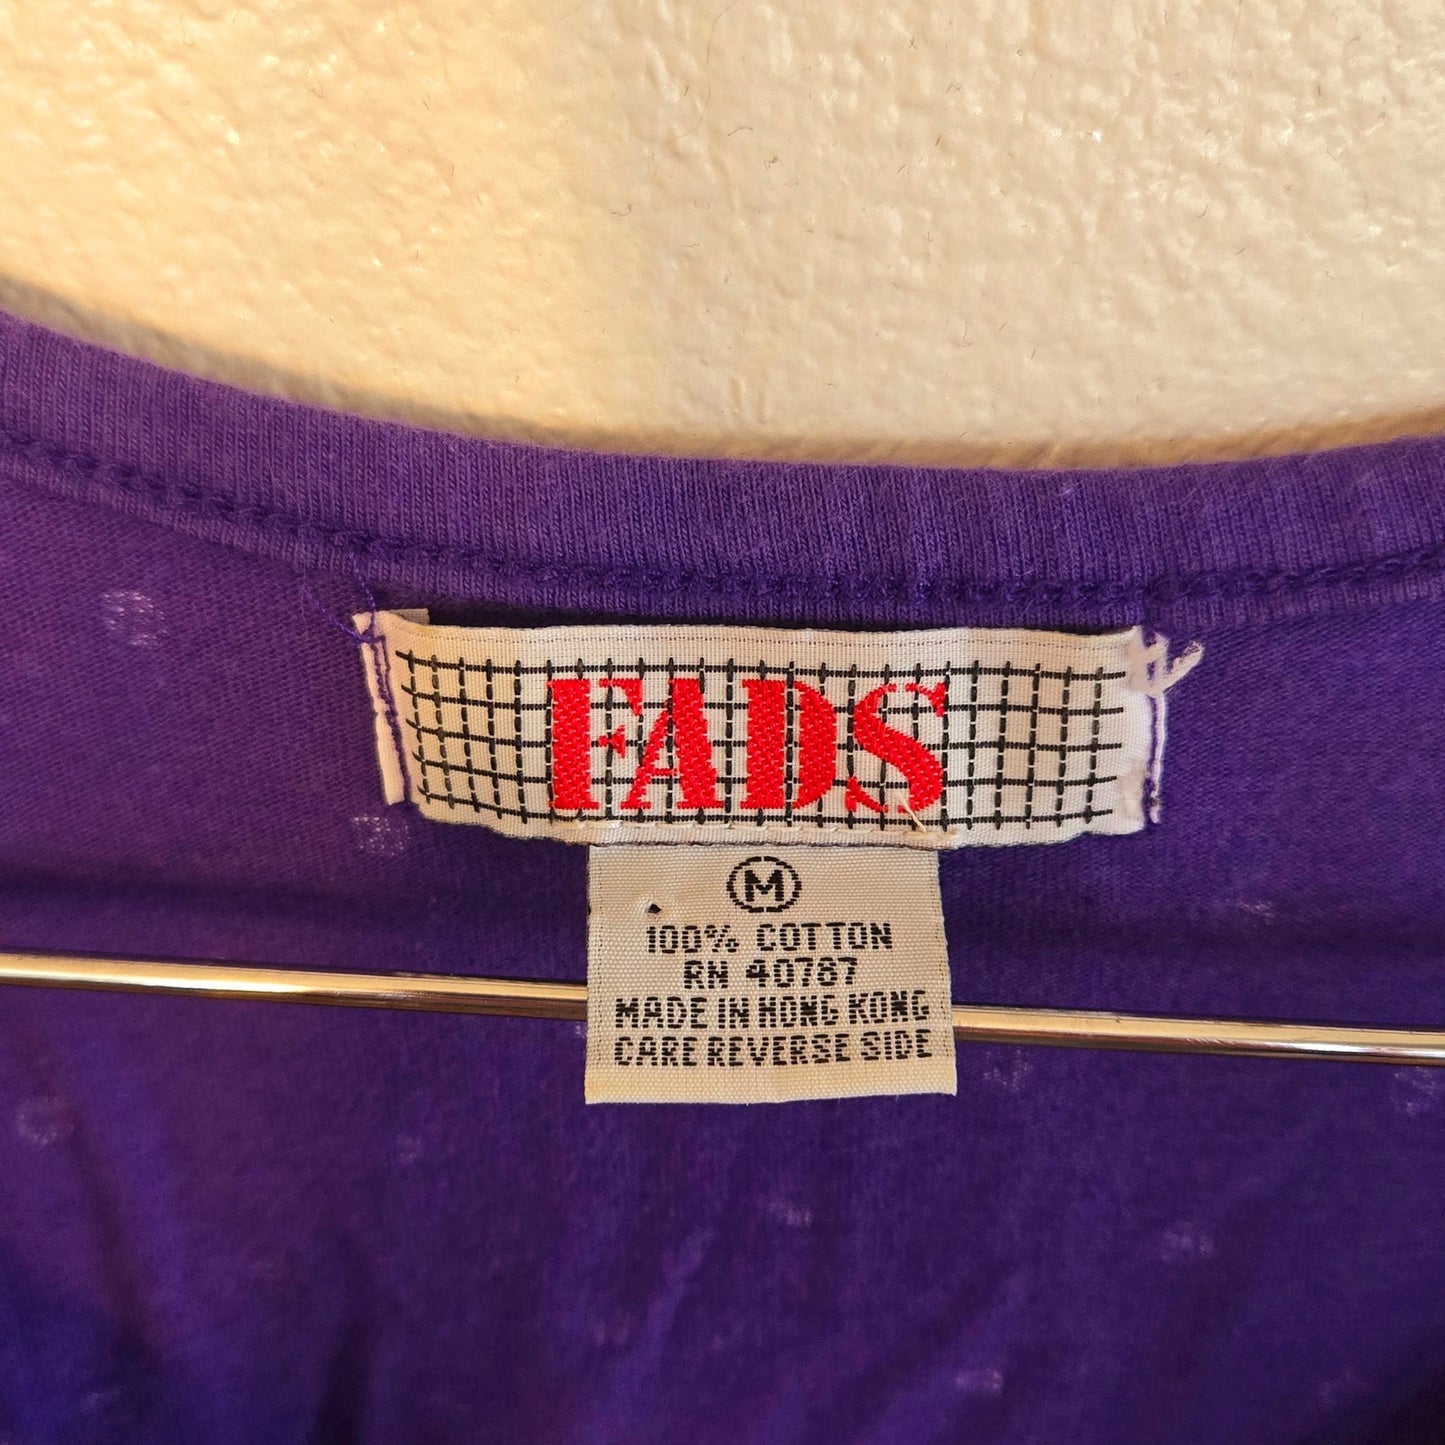 FADS
M
100% COTTON
RN 40787
MADE IN HONG KONG
CARE REVERSE SIDE